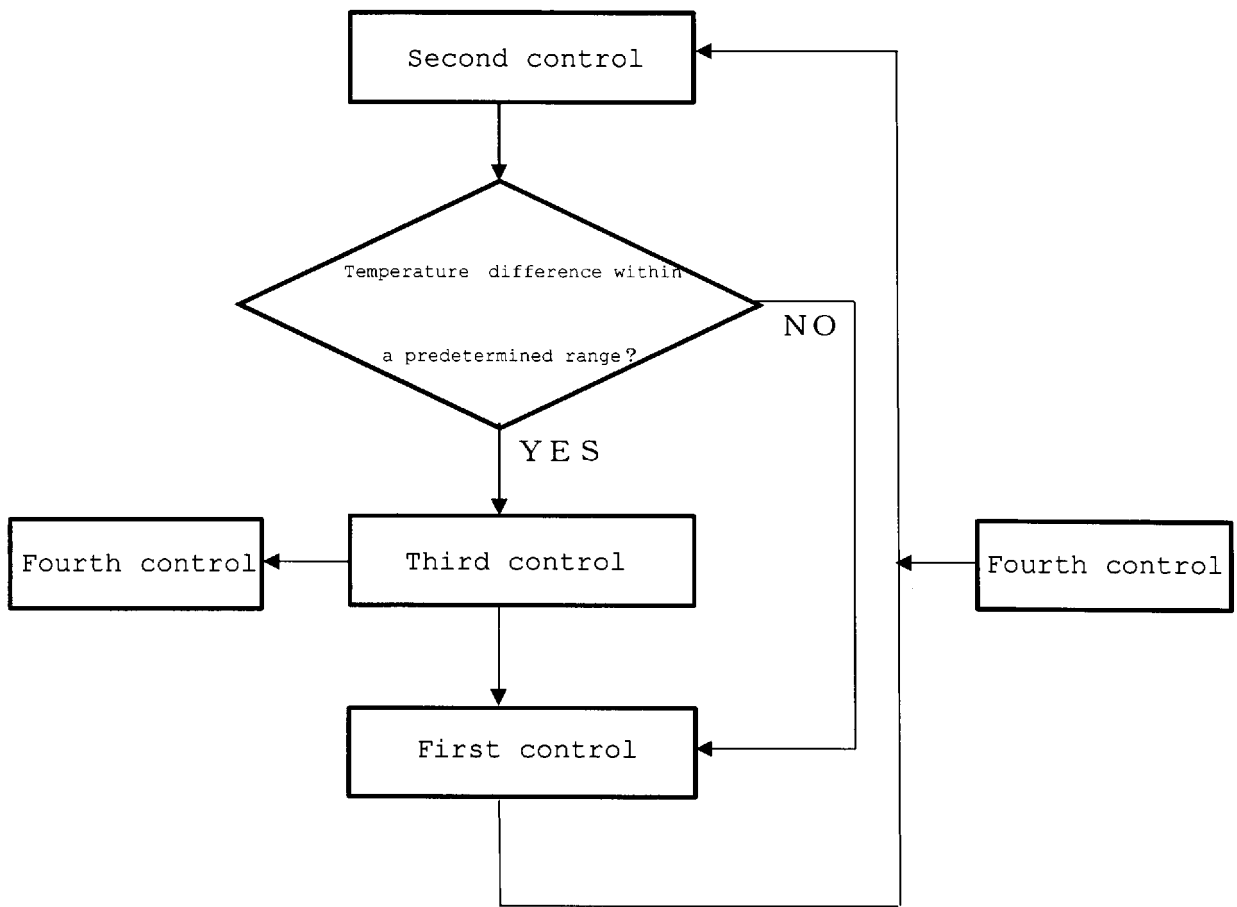 Second control
Temperature difference within
a predetermined range?
NO
YES
Fourth control
Third control
Fourth control
First control